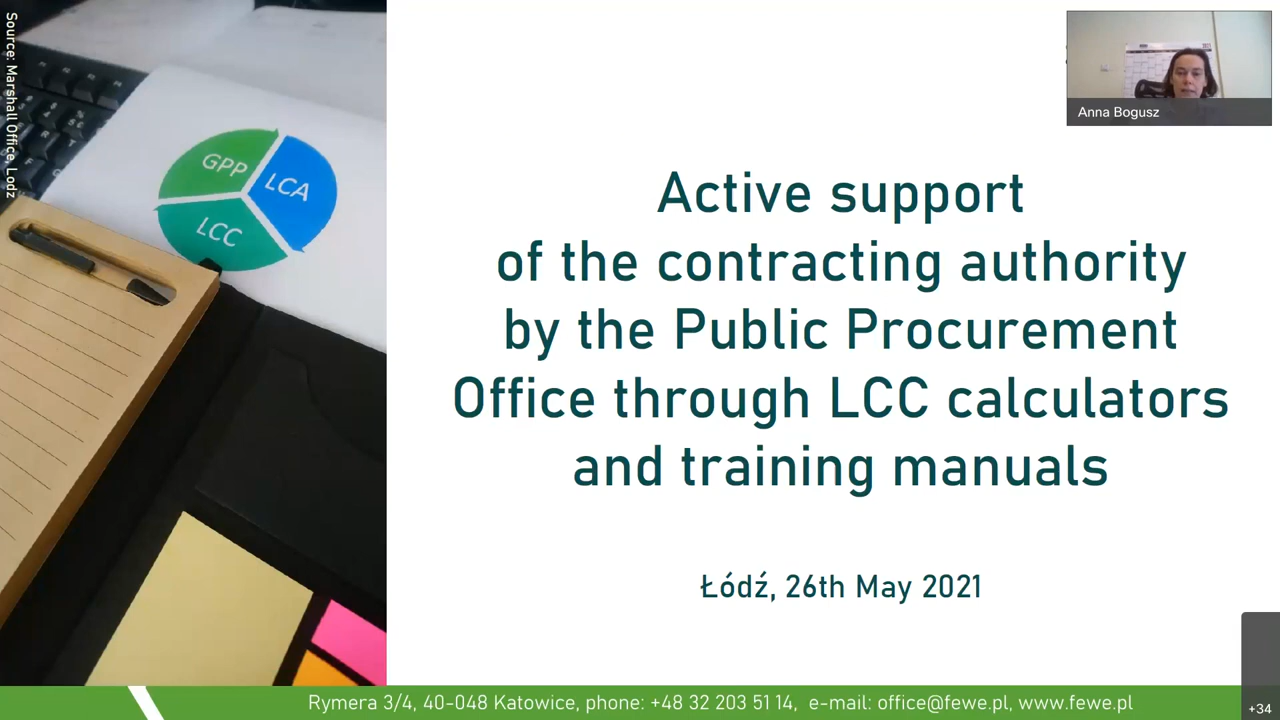 Source: Marshall Office, Lodz
GPP
LCA
LCC
Anna Bogusz
Active support
of the contracting authority
by the Public Procurement
Office through LCC calculators
and training manuals
Łódź, 26th May 2021
Rymera 3/4, 40-048 Katowice, phone: +48 32 203 51 14, e-mail: office@fewe.pl, www.fewe.pl
+34